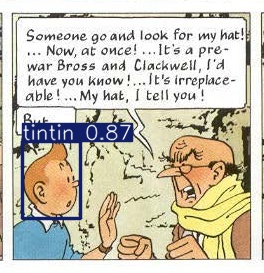 Someone go and look for my hat!
... Now, at once! ... It's a pre-
war Bross and Clackwell, I'd
have you know! ... It's irreplace-
able! ... My hat, I tell you!
But
tintin 0.87